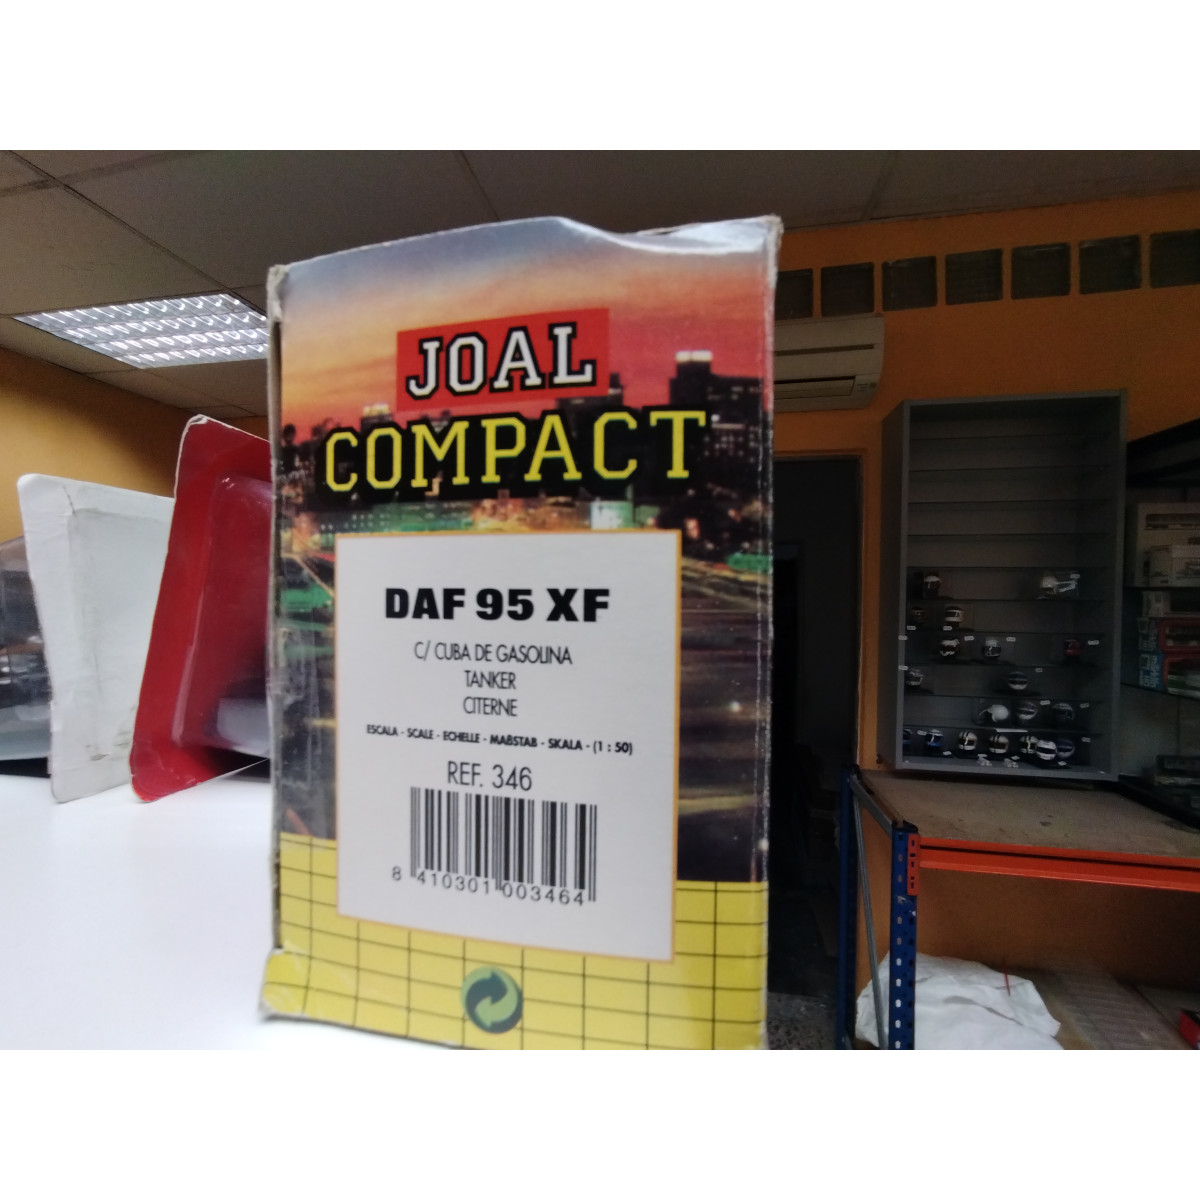 JOAL
COMPACT
DAF 95 XF
C/ CUBA DE GASOLINA
TANKER
CITERNE
ESCALA - SCALE - ECHELLE - MAßSTAB - SKALA - (1 : 50)
REF. 346
8 410301 003464